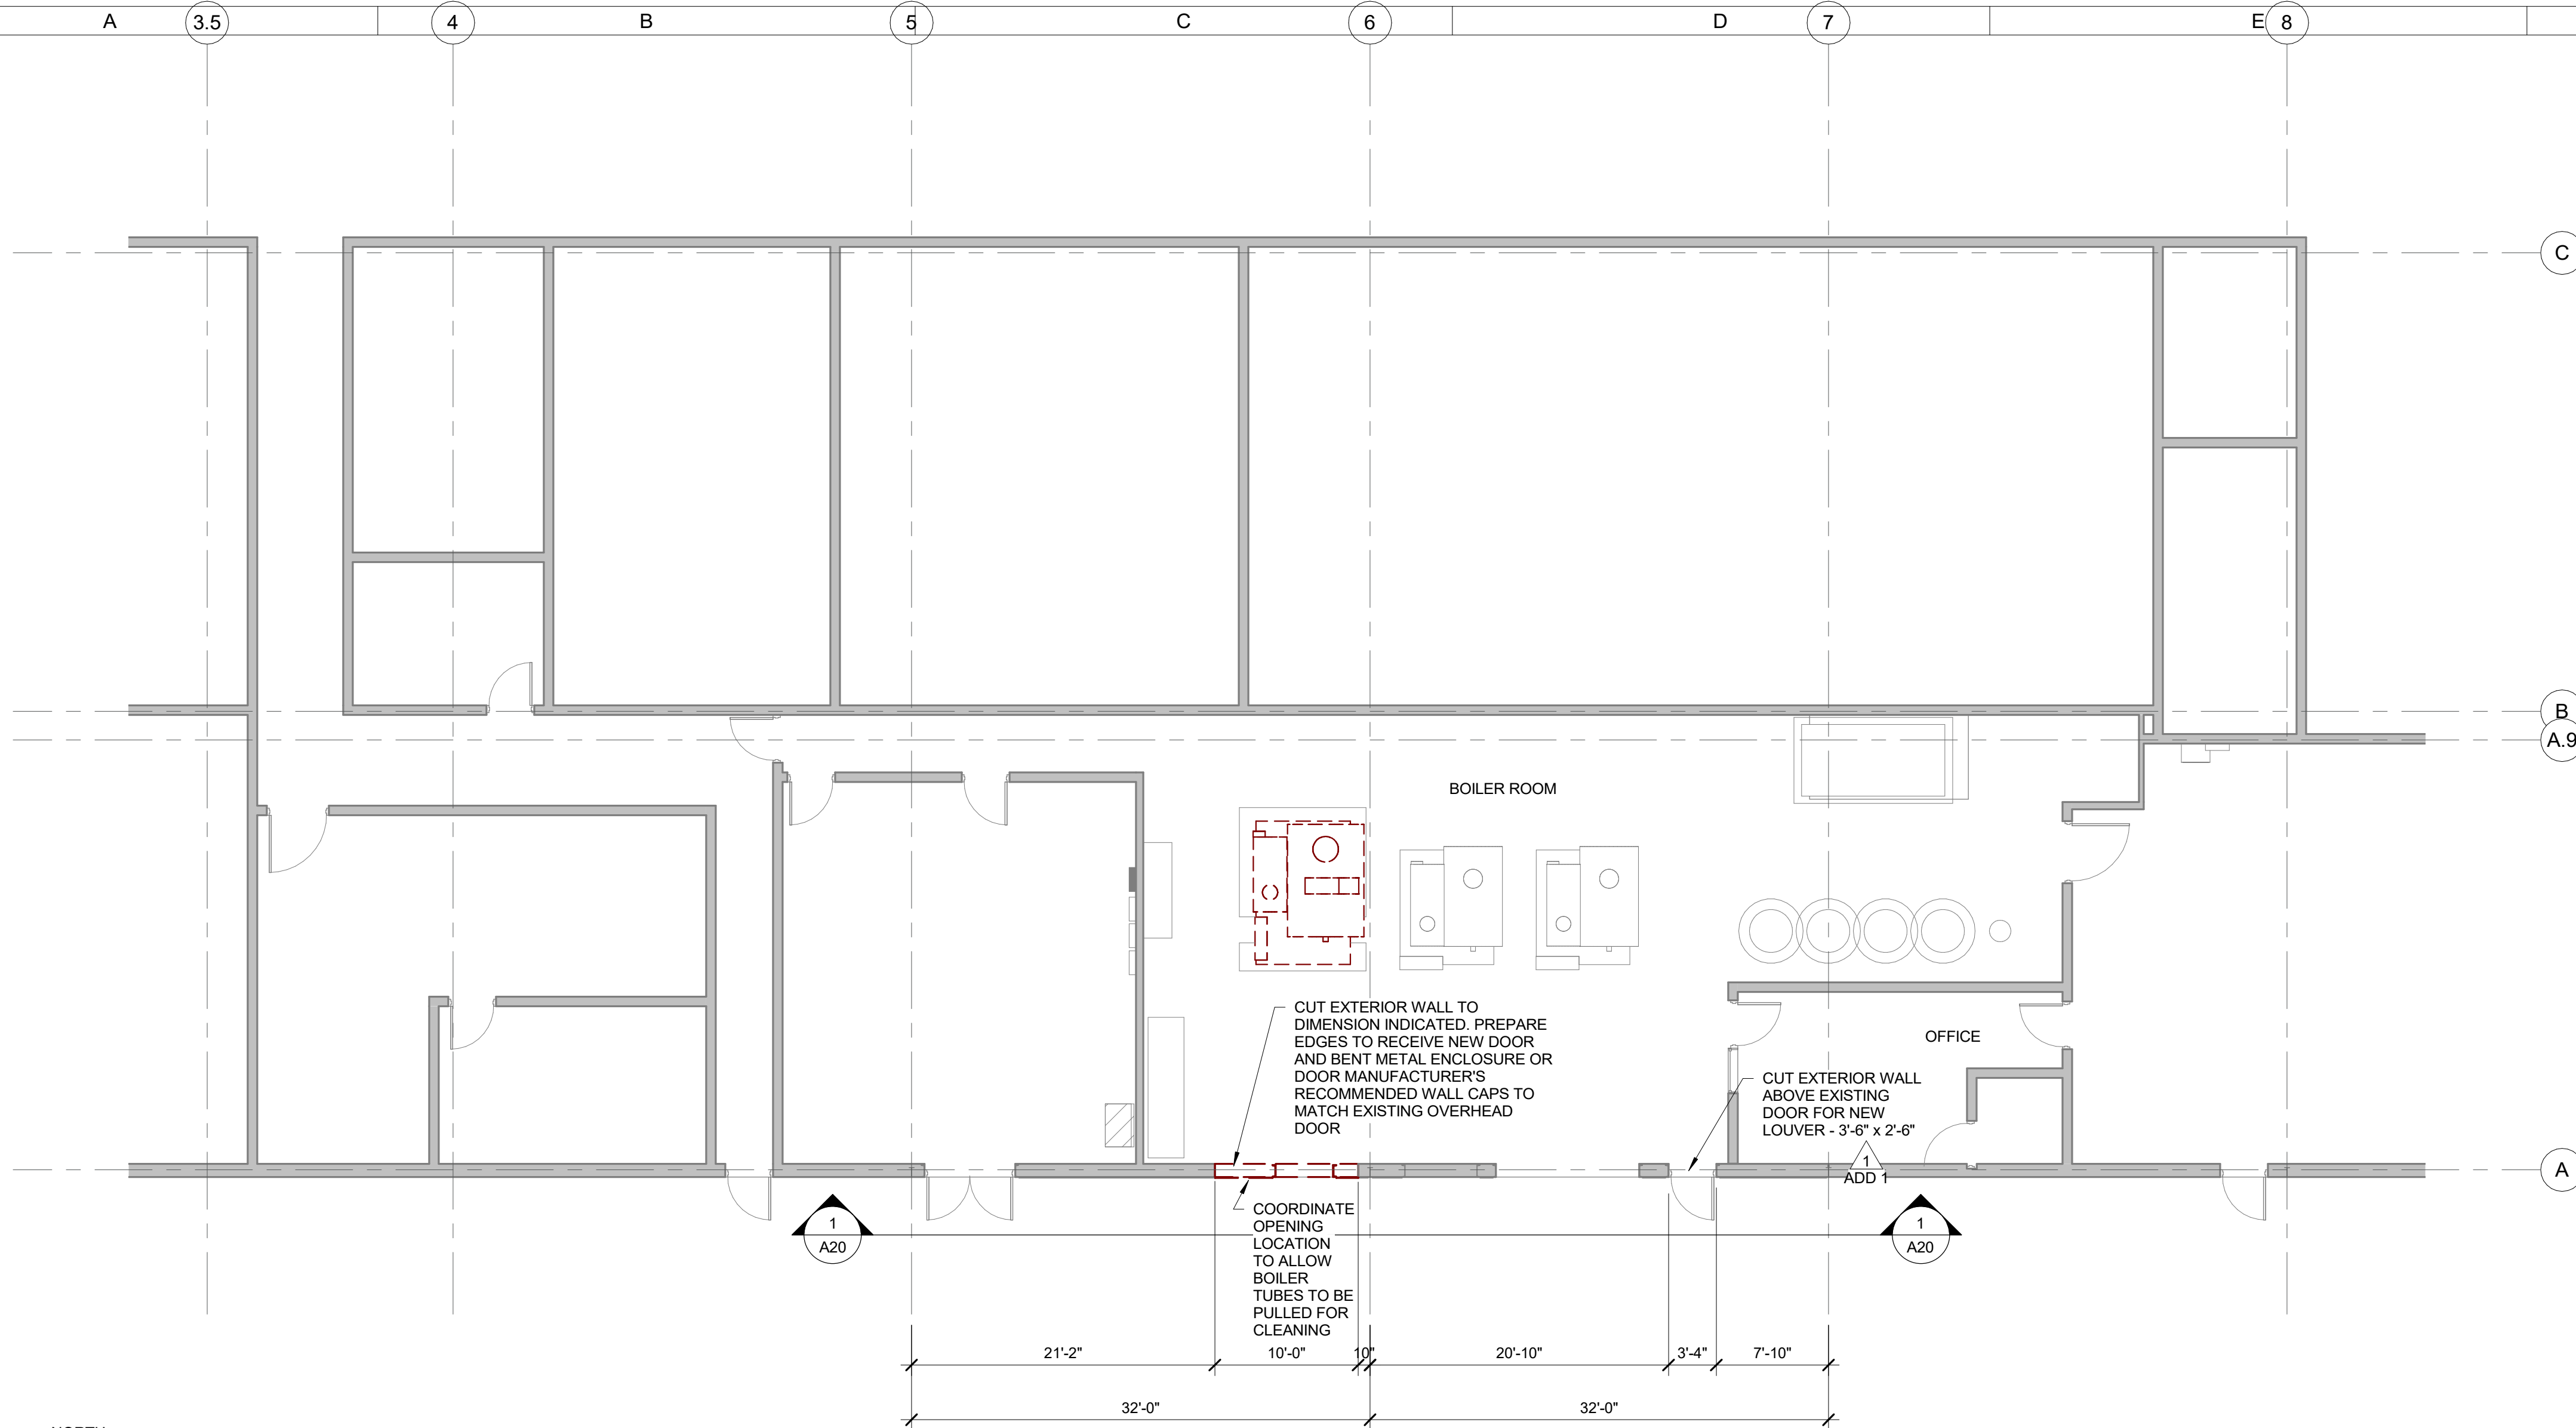 A
3.5
4
B
5
C
6
D
7
E
8
C
B
A.9
BOILER ROOM
CUT EXTERIOR WALL TO
DIMENSION INDICATED. PREPARE
EDGES TO RECEIVE NEW DOOR
AND BENT METAL ENCLOSURE OR
DOOR MANUFACTURER'S
RECOMMENDED WALL CAPS TO
MATCH EXISTING OVERHEAD
DOOR
OFFICE
CUT EXTERIOR WALL
ABOVE EXISTING
DOOR FOR NEW
LOUVER - 3'-6" x 2'-6"
1
ADD 1
A
1
A20
COORDINATE
OPENING
LOCATION
TO ALLOW
BOILER
TUBES TO BE
PULLED FOR
CLEANING
1
A20
21'-2"
10'-0"
10"
20'-10"
3'-4"
7'-10"
32'-0"
32'-0"